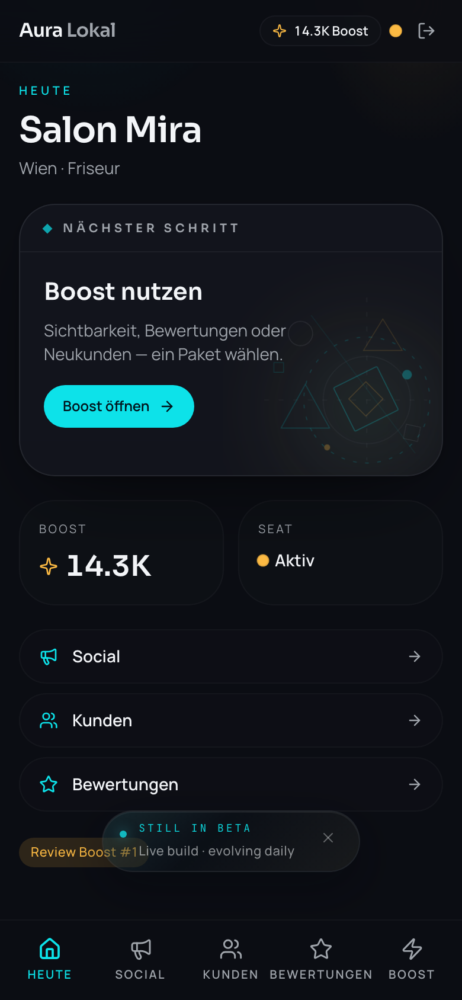 Aura Lokal
14.3K Boost
HEUTE
Salon Mira
Wien · Friseur
NÄCHSTER SCHRITT
Boost nutzen
Sichtbarkeit, Bewertungen oder
Neukunden — ein Paket wählen.
Boost öffnen
BOOST
14.3K
SEAT
Aktiv
Social
Kunden
Bewertungen
STILL IN BETA
Live build · evolving daily
Review Boost #1
HEUTE
SOCIAL
KUNDEN
BEWERTUNGEN
BOOST